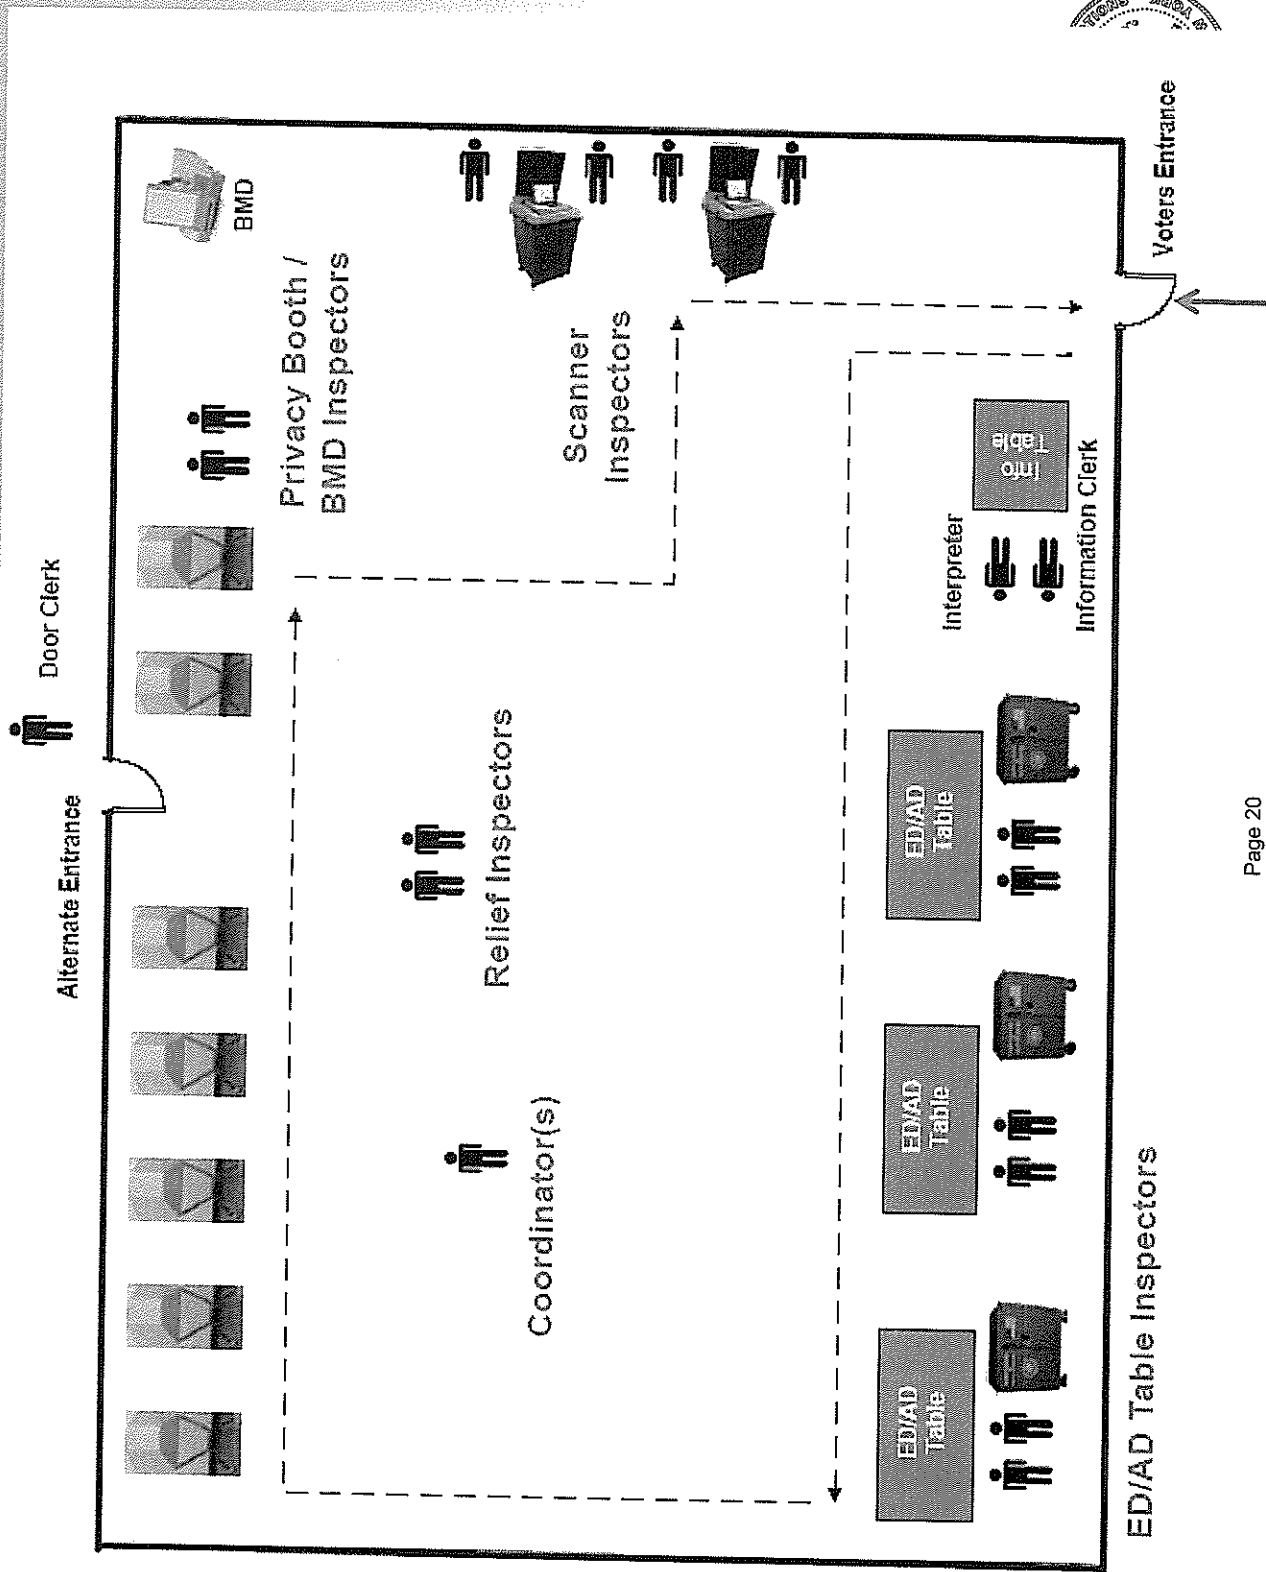 Door Clerk
Alternate Entrance
BMD
Privacy Booth /
BMD Inspectors
Scanner
Inspectors
Relief Inspectors
Coordinator(s)
Voters Entrance
Info
Table
Interpreter
Information Clerk
ED/AD
Table
ED/AD
Table
ED/AD
Table
ED/AD Table Inspectors
Page 20